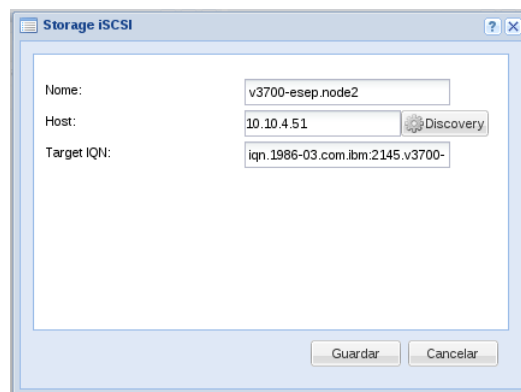 Storage iSCSI
Nome: v3700-esep.node2
Host: 10.10.4.51 Discovery
Target IQN: iqn.1986-03.com.ibm:2145.v3700-
Guardar Cancelar